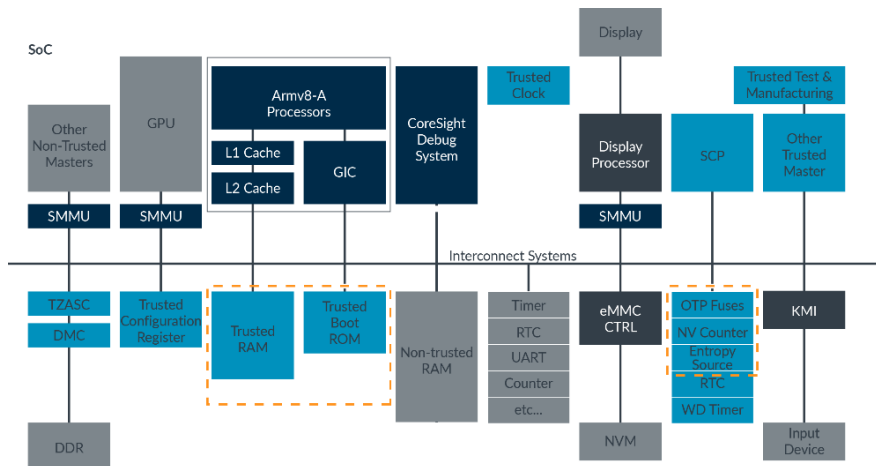 SoC
Display
Trusted
Clock
Trusted Test &
Manufacturing
Other
Non-Trusted
Masters
GPU
Armv8-A
Processors
L1 Cache
L2 Cache
GIC
CoreSight
Debug
System
Display
Processor
SCP
Other
Trusted
Master
SMMU
SMMU
SMMU
Interconnect Systems
TZASC
DMC
DDR
Trusted
Configuration
Register
Trusted
RAM
Trusted
Boot
ROM
Non-trusted
RAM
Timer
RTC
UART
Counter
etc...
eMMC
CTRL
NVM
OTP Fuses
NV Counter
Entropy
Source
RTC
WD Timer
KMI
Input
Device